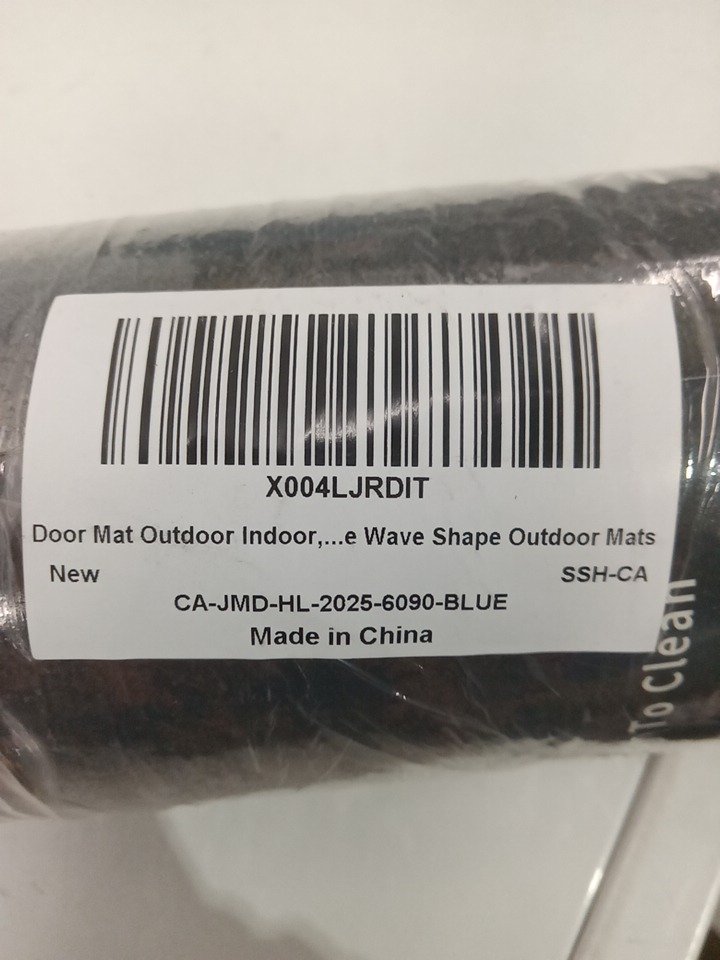 X004LJRDIT
Door Mat Outdoor Indoor,...e Wave Shape Outdoor Mats
New
SSH-CA
CA-JMD-HL-2025-6090-BLUE
Made in China
To Clean